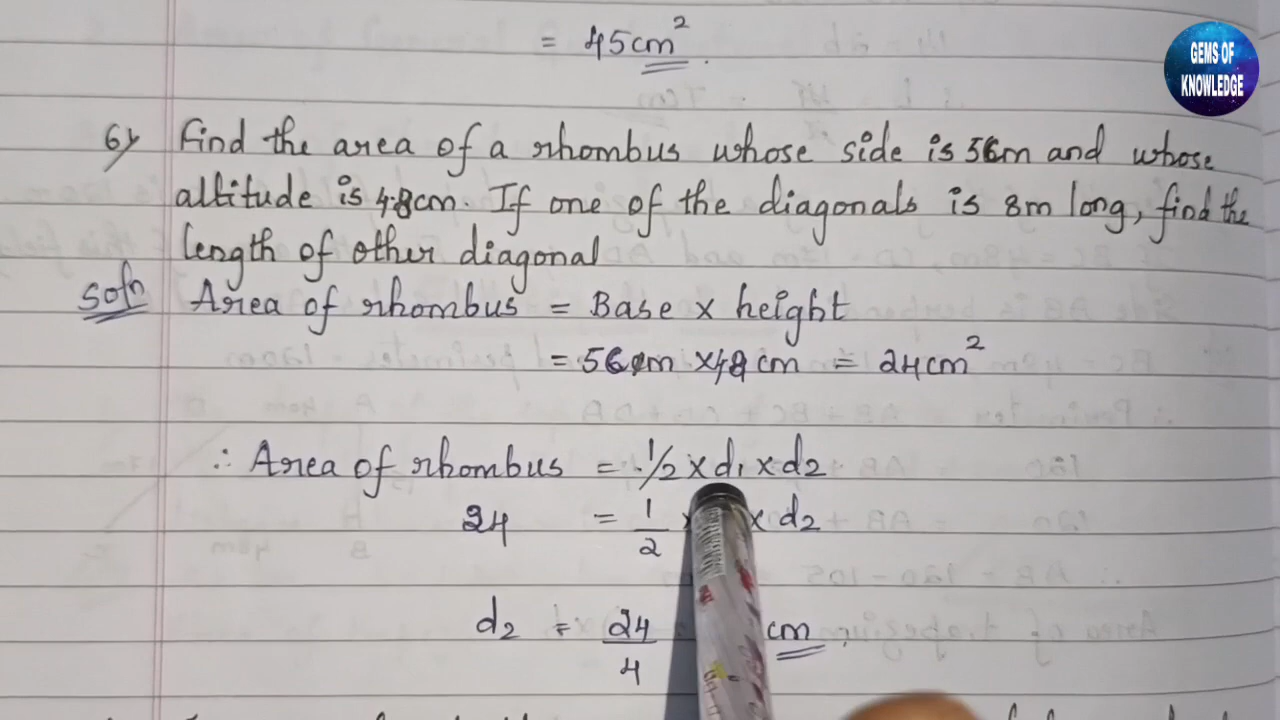 = 45cm²
GEMS OF
KNOWLEDGE
6) Find the area of a rhombus whose side is 56m and whose
altitude is 4.8cm. If one of the diagonals is 8m long, find the
length of other diagonal
Soln Area of rhombus = Base x height
= 56cm x 4.8 cm = 24cm²
∴ Area of rhombus = 1/2 x d1 x d2
24 = 1/2 x x d2
d2 = 24/4 cm